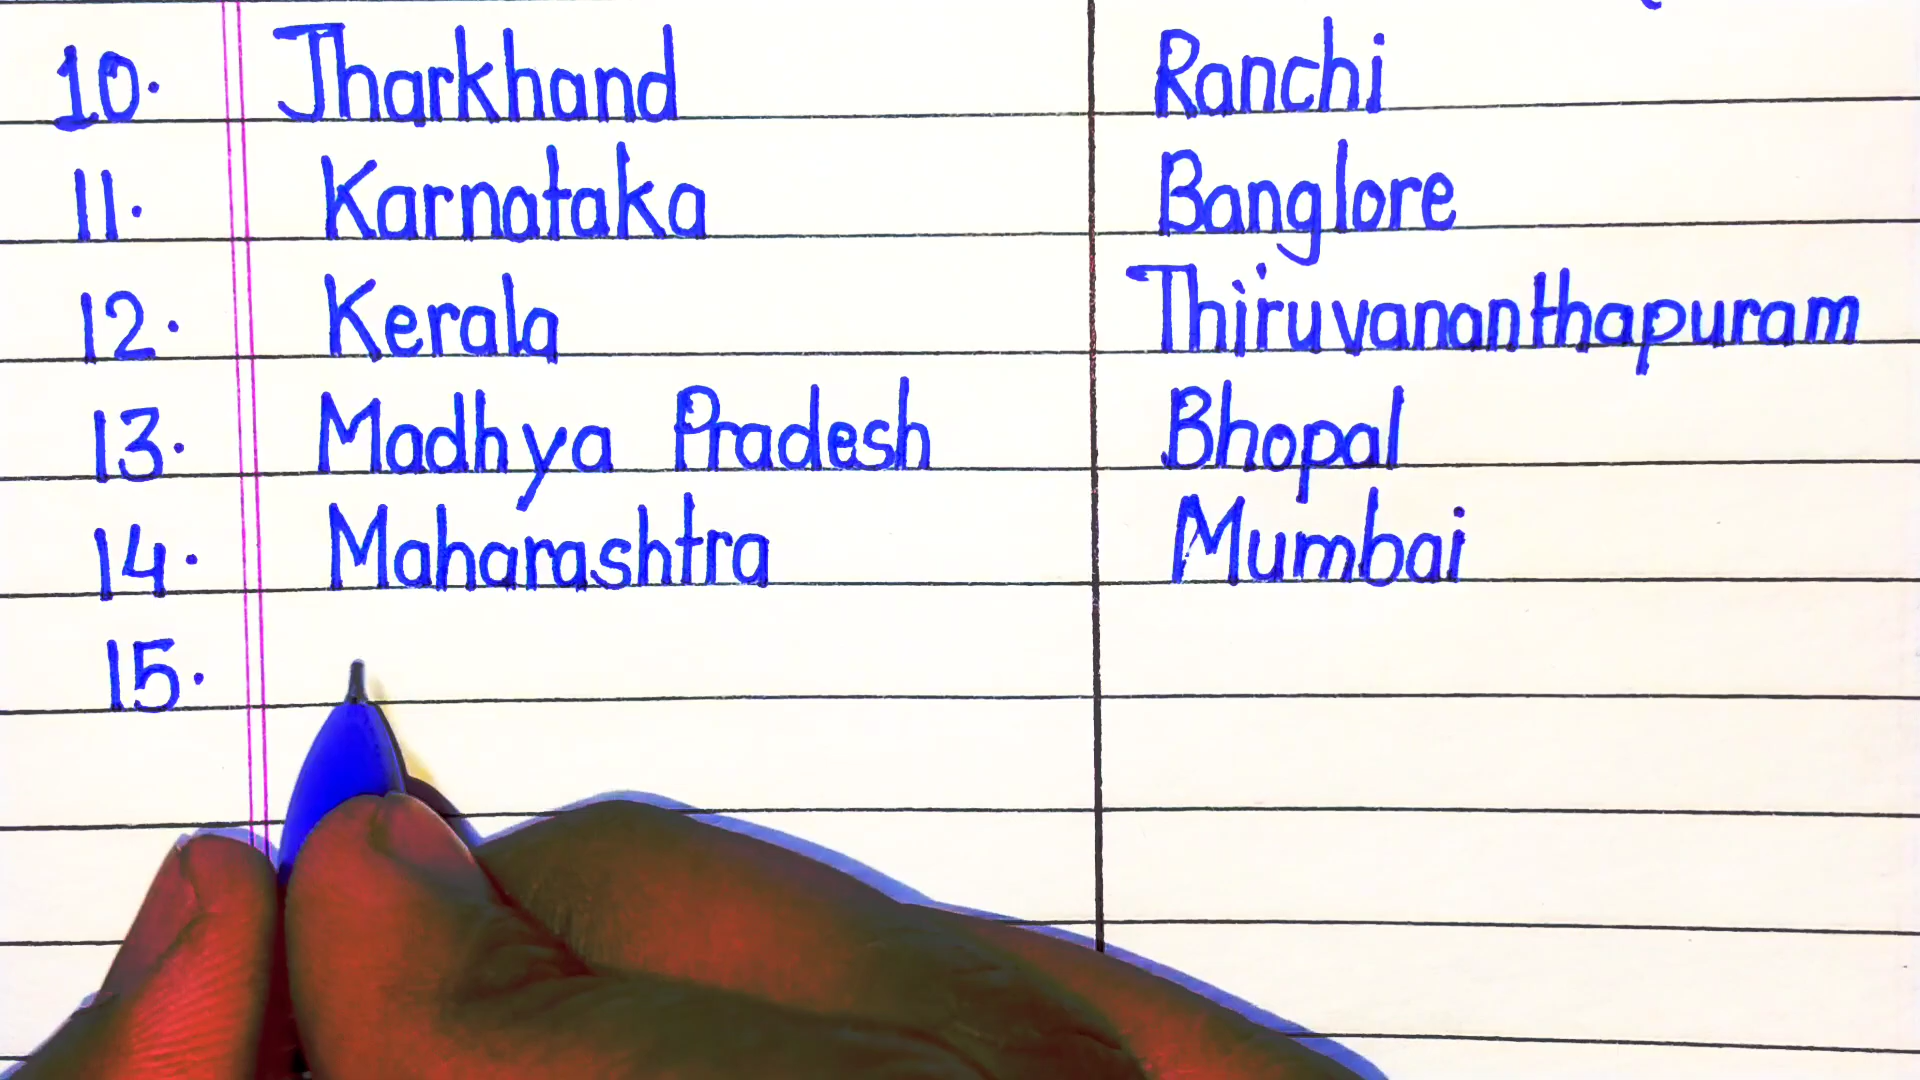 10. Jharkhand Ranchi
11. Karnataka Banglore
12. Kerala Thiruvananthapuram
13. Madhya Pradesh Bhopal
14. Maharashtra Mumbai
15.